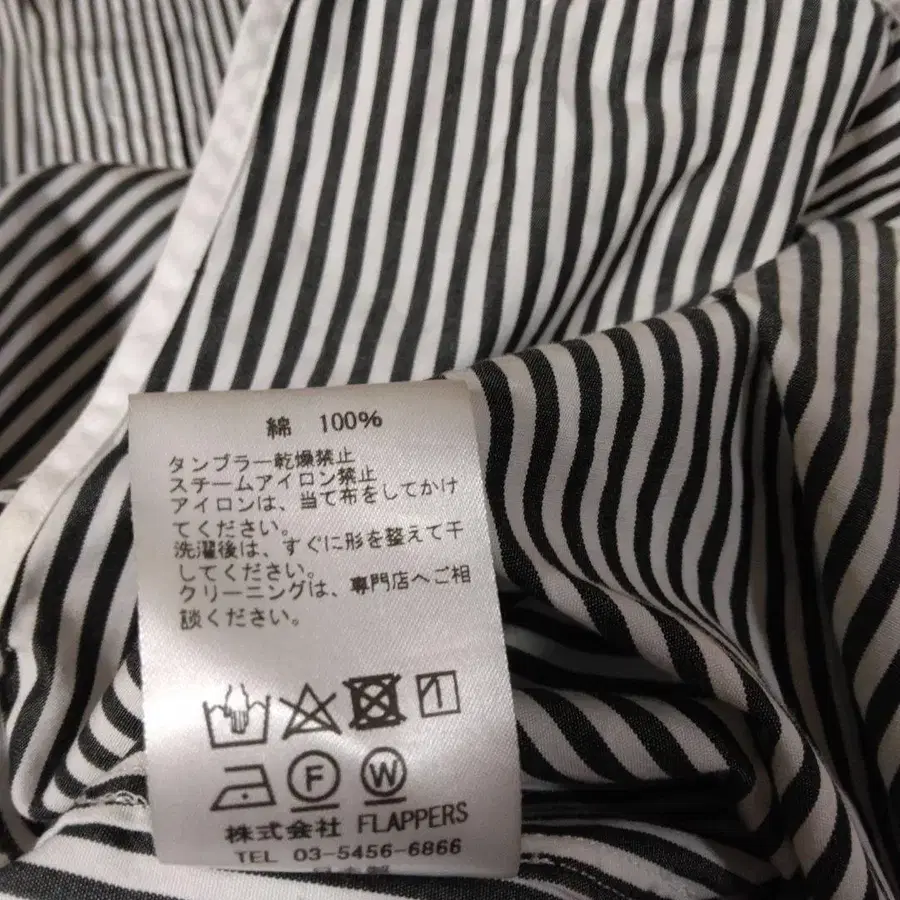 綿 100%
タンブラー乾燥禁止
スチームアイロン禁止
アイロンは、当て布をしてかけ
てください。
洗濯後は、すぐに形を整えて干
してください。
クリーニングは、専門店へご相
談ください。
F W
株式会社 FLAPPERS
TEL 03-5456-6866
日本製